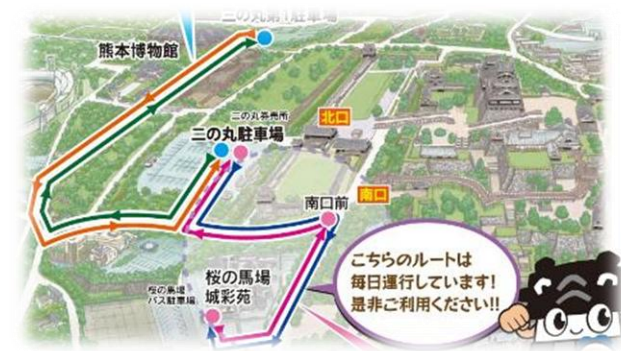 三の丸第1駐車場
熊本博物館
二の丸券売所
二の丸駐車場
北口
南口
南口前
桜の馬場
城彩苑
桜の馬場
バス駐車場
こちらのルートは
毎日運行しています!
是非ご利用ください!!